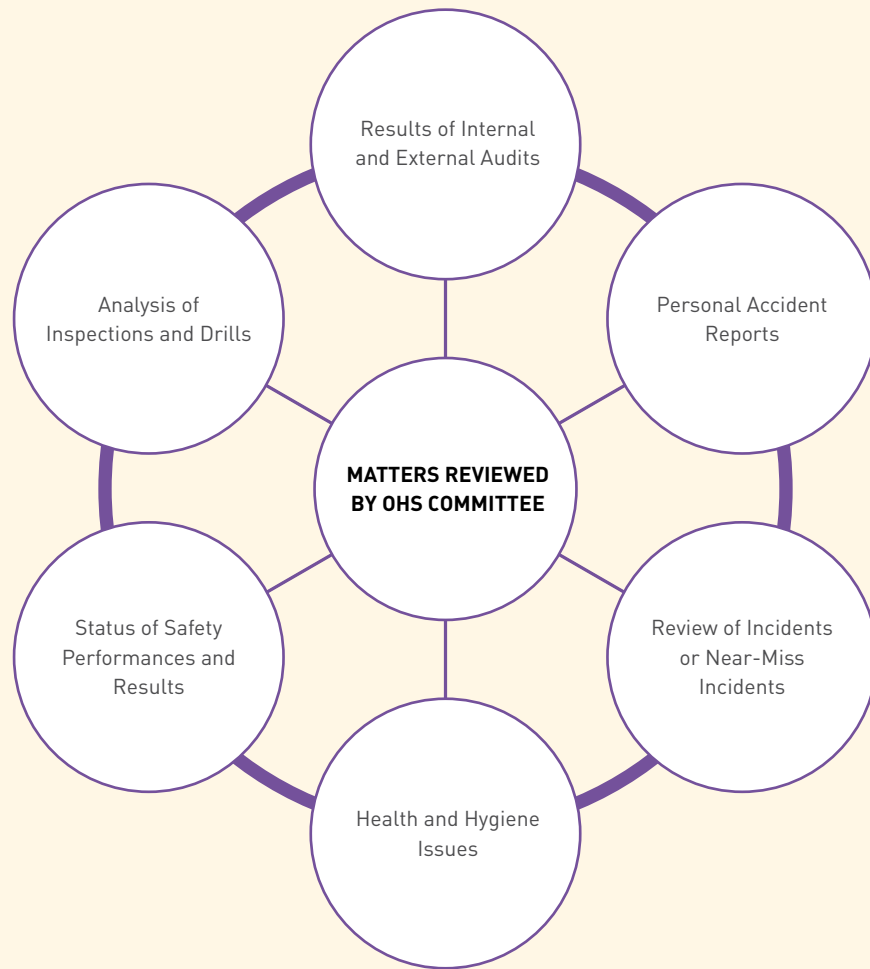 Results of Internal
and External Audits
Analysis of
Inspections and Drills
Personal Accident
Reports
MATTERS REVIEWED
BY OHS COMMITTEE
Status of Safety
Performances and
Results
Review of Incidents
or Near-Miss
Incidents
Health and Hygiene
Issues